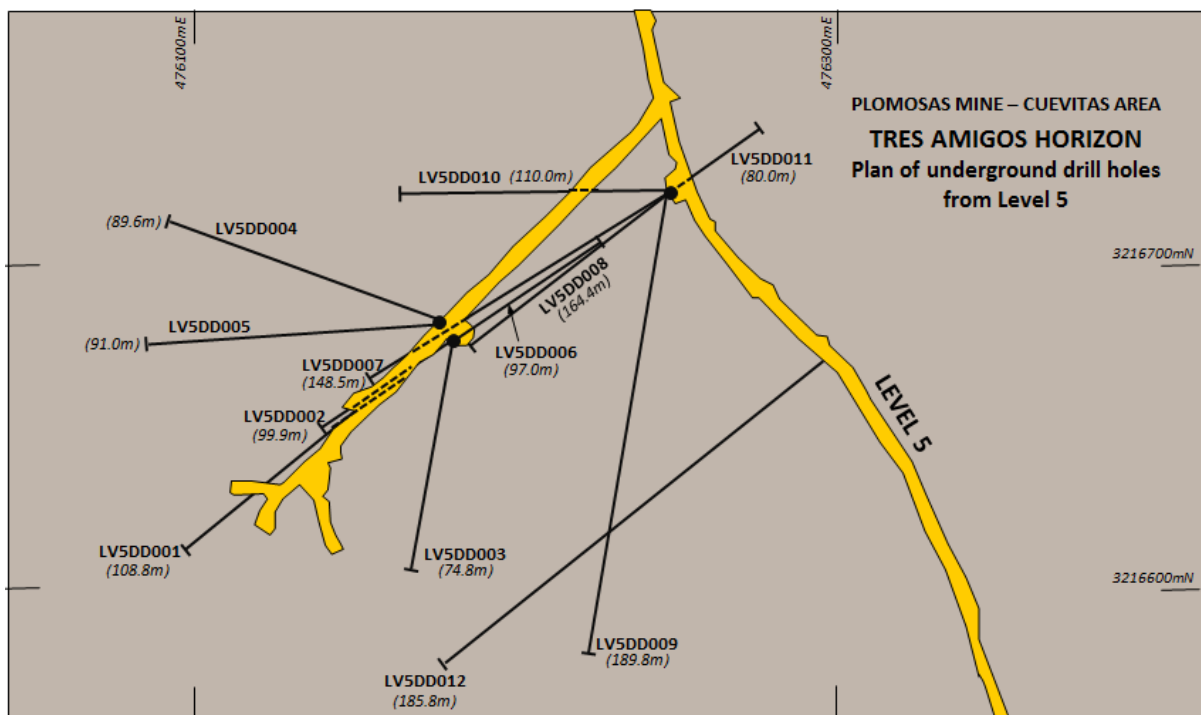 476100mE
476300mE
PLOMOSAS MINE – CUEVITAS AREA
TRES AMIGOS HORIZON
Plan of underground drill holes
from Level 5
LV5DD011
(80.0m)
LV5DD010 (110.0m)
(89.6m)
LV5DD004
3216700mN
LV5DD008
(164.4m)
LV5DD005
(91.0m)
LV5DD006
(97.0m)
LV5DD007
(148.5m)
LV5DD002
(99.9m)
LEVEL 5
LV5DD001
(108.8m)
LV5DD003
(74.8m)
3216600mN
LV5DD009
(189.8m)
LV5DD012
(185.8m)